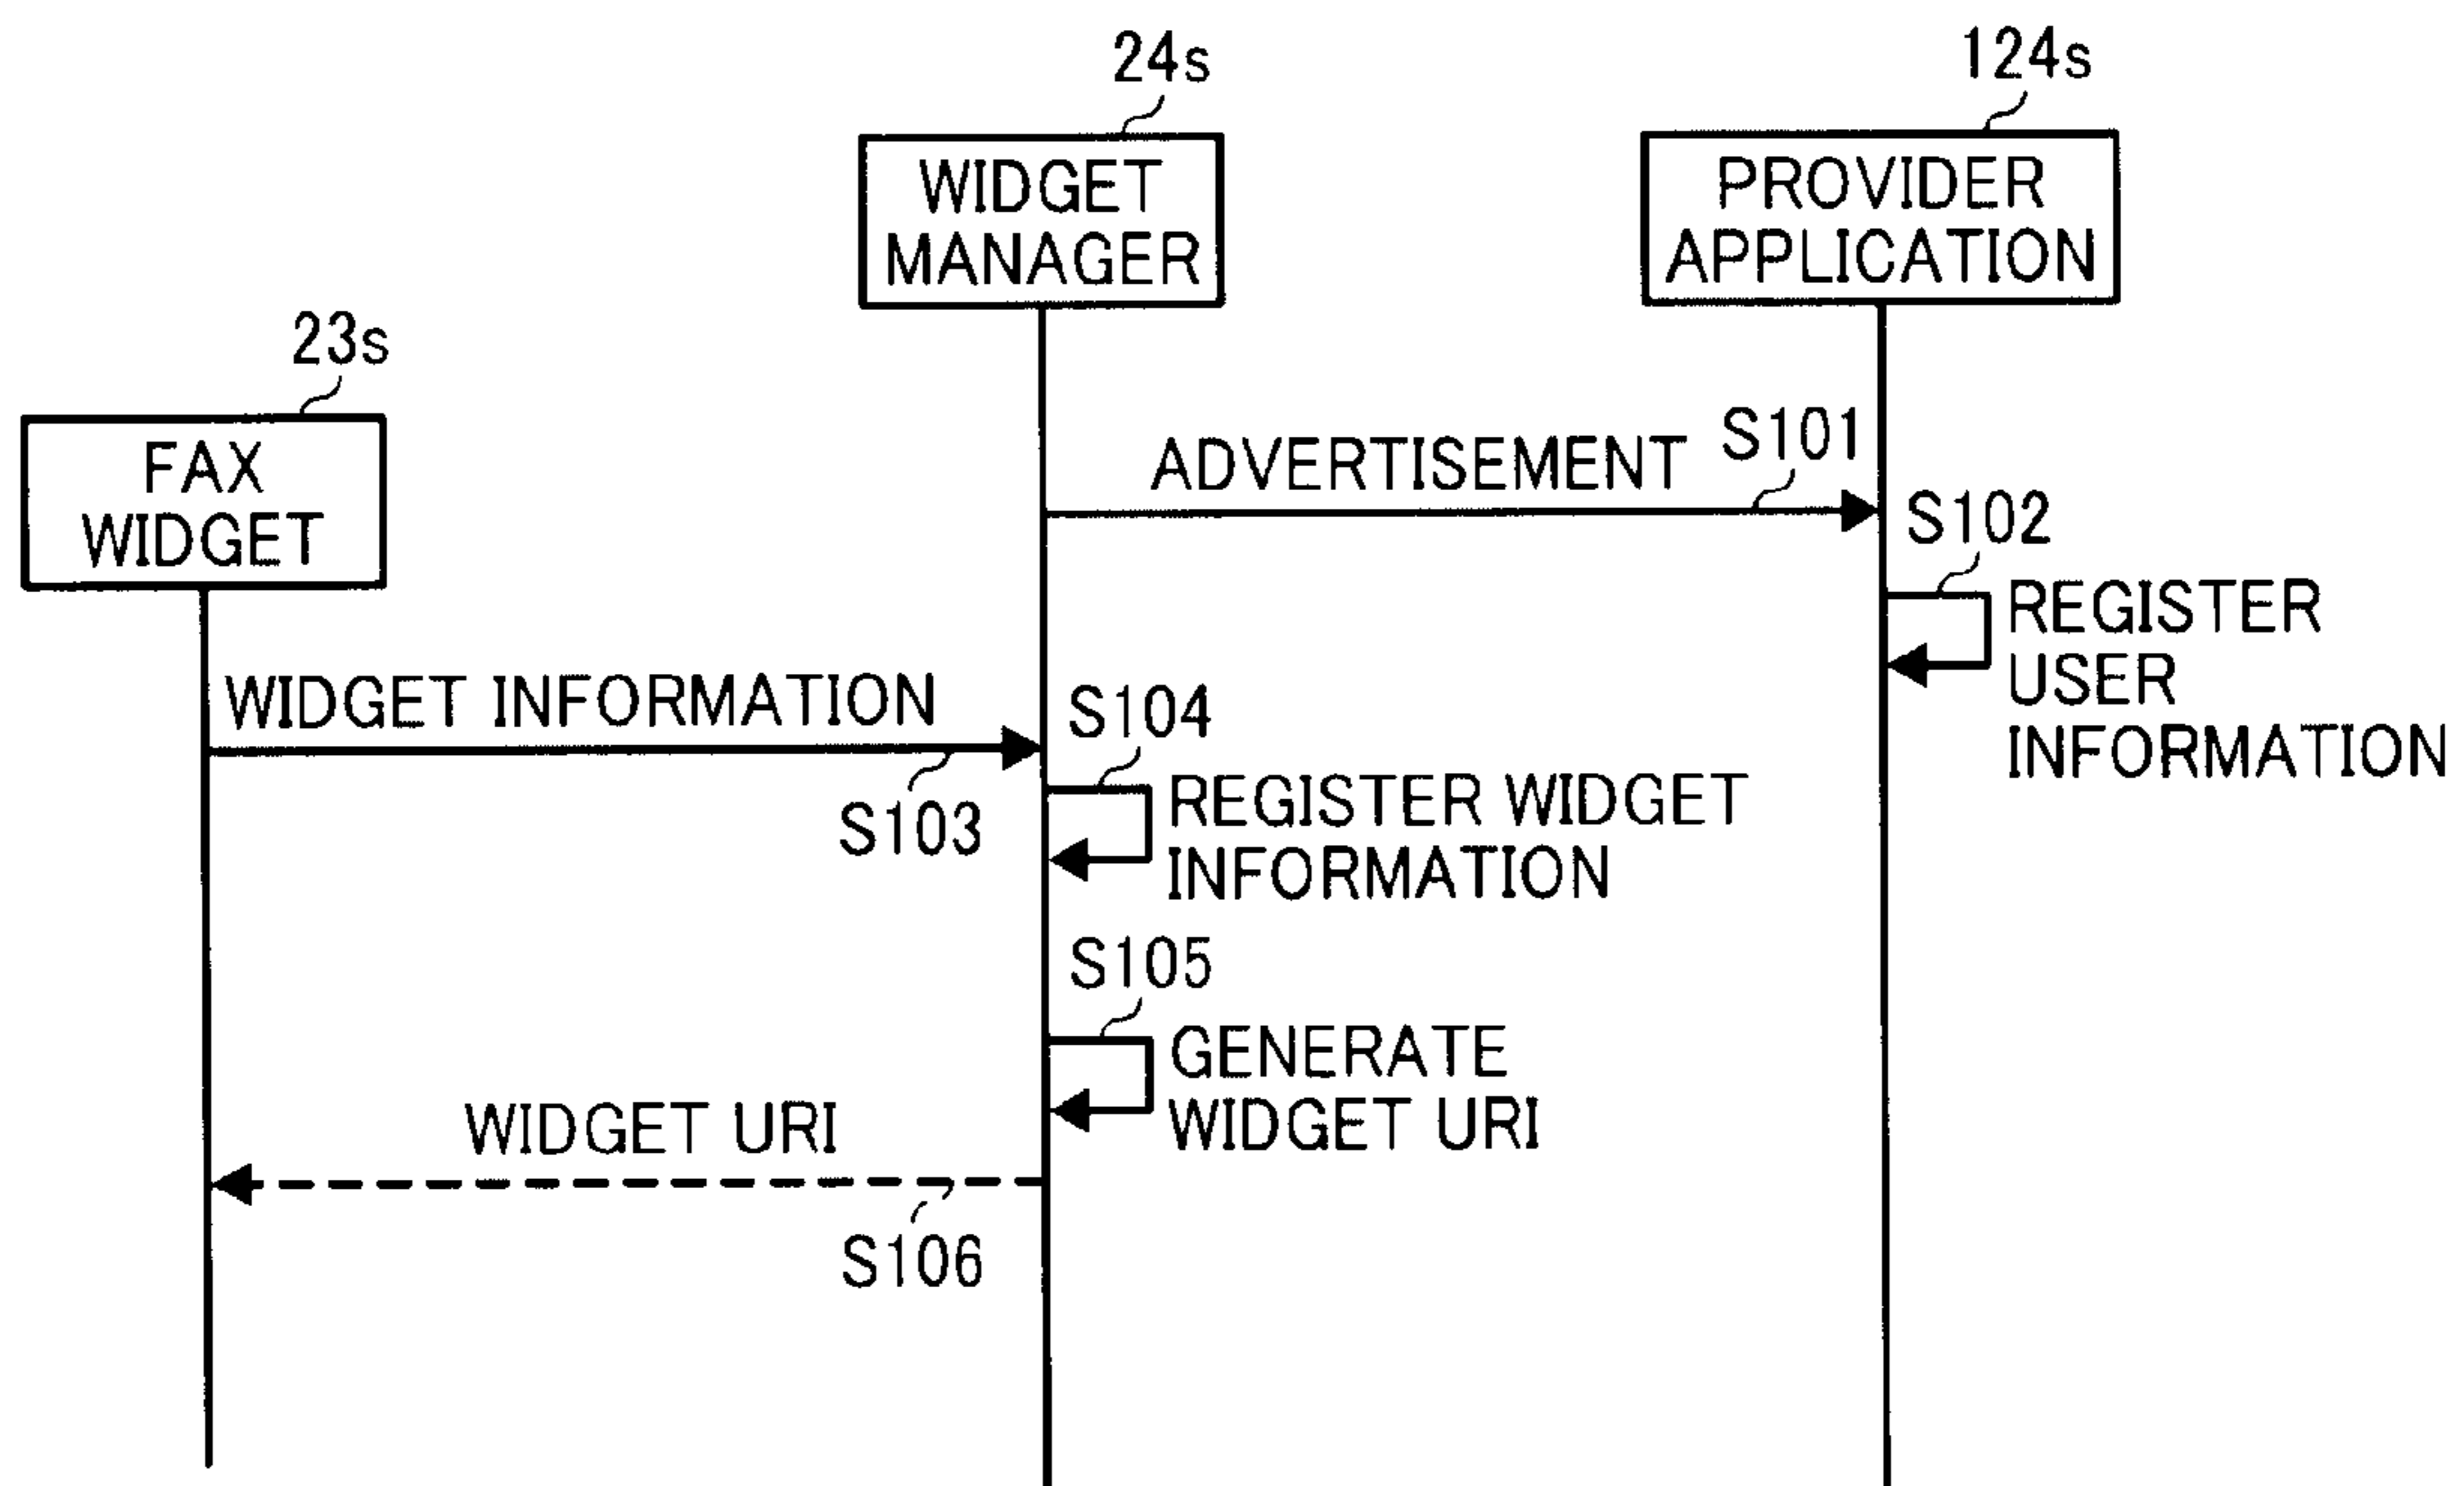 24s
WIDGET
MANAGER
124s
PROVIDER
APPLICATION
23s
FAX
WIDGET
ADVERTISEMENT
S101
S102
REGISTER
USER
INFORMATION
WIDGET INFORMATION
S103
S104
REGISTER WIDGET
INFORMATION
S105
GENERATE
WIDGET URI
WIDGET URI
S106